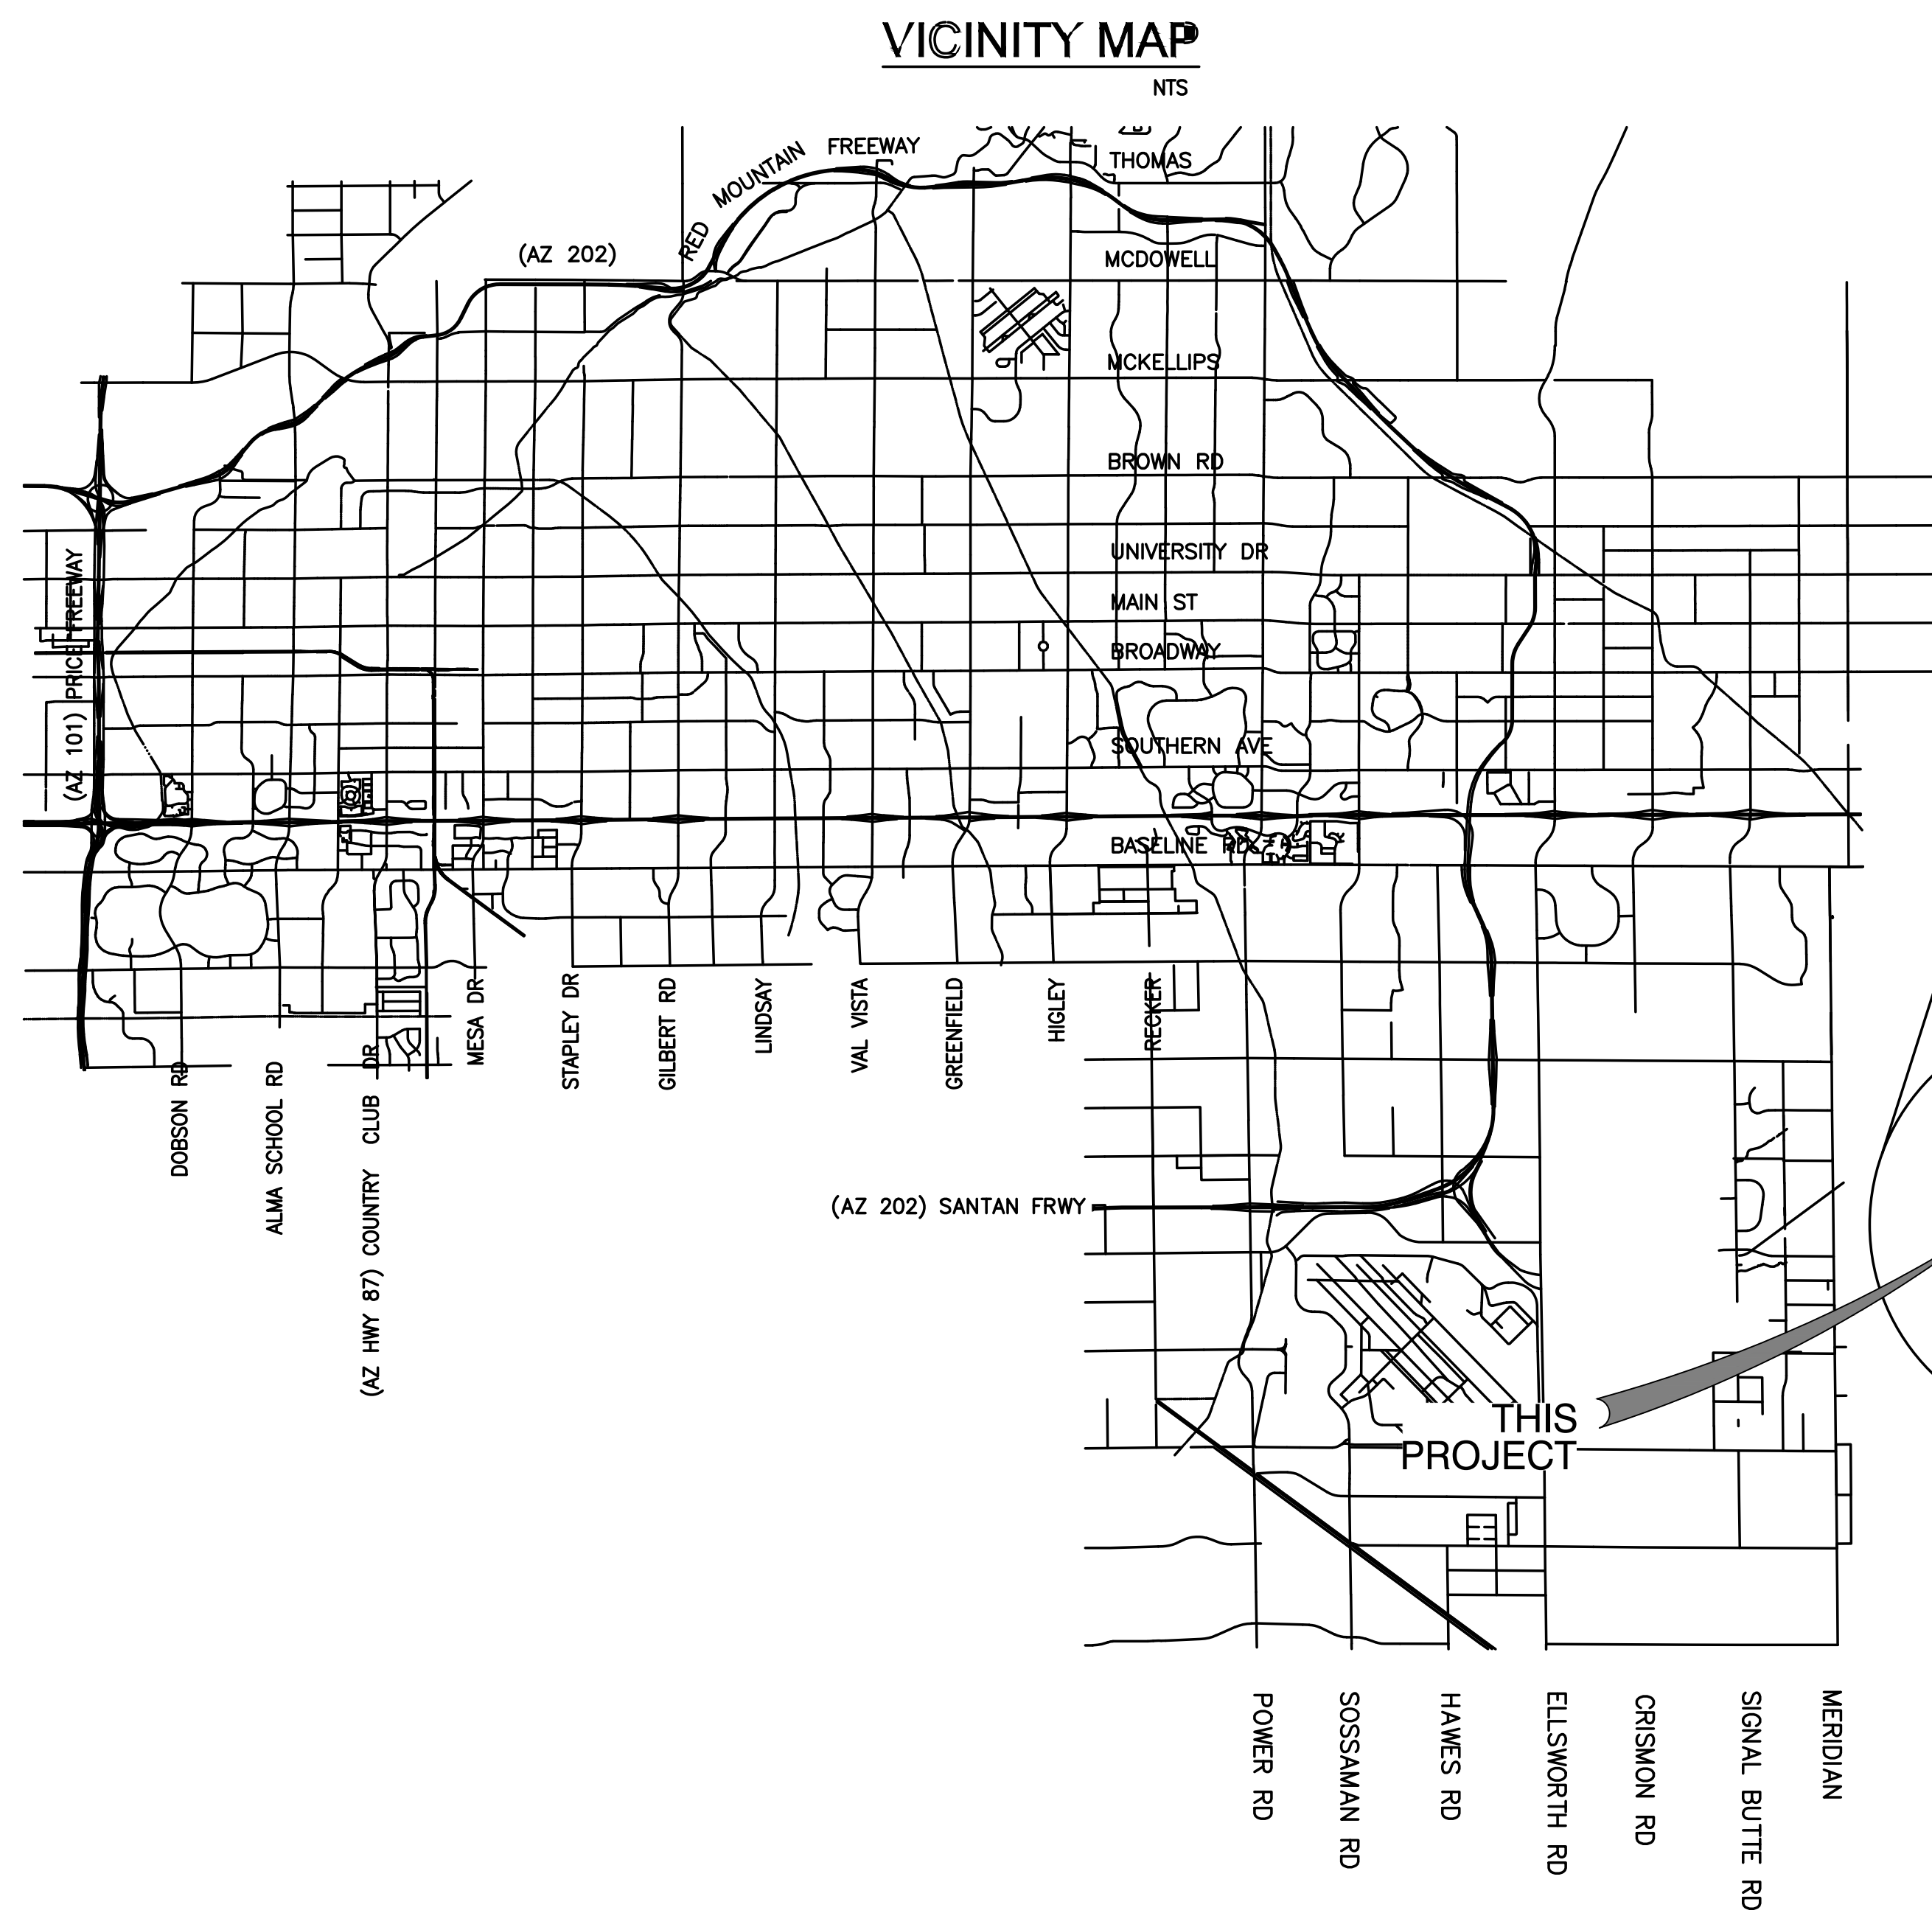 VICINITY MAP
NTS
RED MOUNTAIN FREEWAY
(AZ 202)
THOMAS
MCDOWELL
MCKELLIPS
BROWN RD
UNIVERSITY DR
MAIN ST
BROADWAY
SOUTHERN AVE
BASELINE RD
(AZ 101) PRICE FREEWAY
DOBSON RD
ALMA SCHOOL RD
(AZ HWY 87) COUNTRY CLUB DR
MESA DR
STAPLEY DR
GILBERT RD
LINDSAY
VAL VISTA
GREENFIELD
HIGLEY
RECKER
(AZ 202) SANTAN FRWY
THIS
PROJECT
POWER RD
SOSSAMAN RD
HAWES RD
ELLSWORTH RD
CRISMON RD
SIGNAL BUTTE RD
MERIDIAN